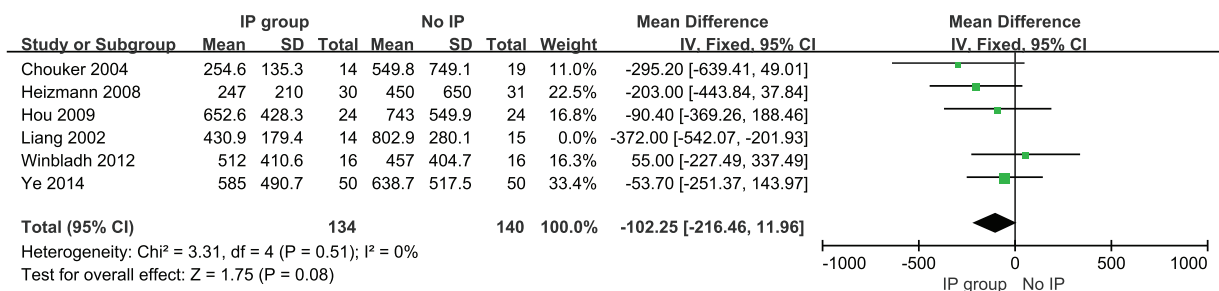 IP group No IP Mean Difference Mean Difference
Study or Subgroup Mean SD Total Mean SD Total Weight IV, Fixed, 95% CI IV, Fixed, 95% CI
Chouker 2004 254.6 135.3 14 549.8 749.1 19 11.0% -295.20 [-639.41, 49.01]
Heizmann 2008 247 210 30 450 650 31 22.5% -203.00 [-443.84, 37.84]
Hou 2009 652.6 428.3 24 743 549.9 24 16.8% -90.40 [-369.26, 188.46]
Liang 2002 430.9 179.4 14 802.9 280.1 15 0.0% -372.00 [-542.07, -201.93]
Winbladh 2012 512 410.6 16 457 404.7 16 16.3% 55.00 [-227.49, 337.49]
Ye 2014 585 490.7 50 638.7 517.5 50 33.4% -53.70 [-251.37, 143.97]
Total (95% CI) 134 140 100.0% -102.25 [-216.46, 11.96]
Heterogeneity: Chi² = 3.31, df = 4 (P = 0.51); I² = 0%
Test for overall effect: Z = 1.75 (P = 0.08)
-1000 -500 0 500 1000
IP group No IP